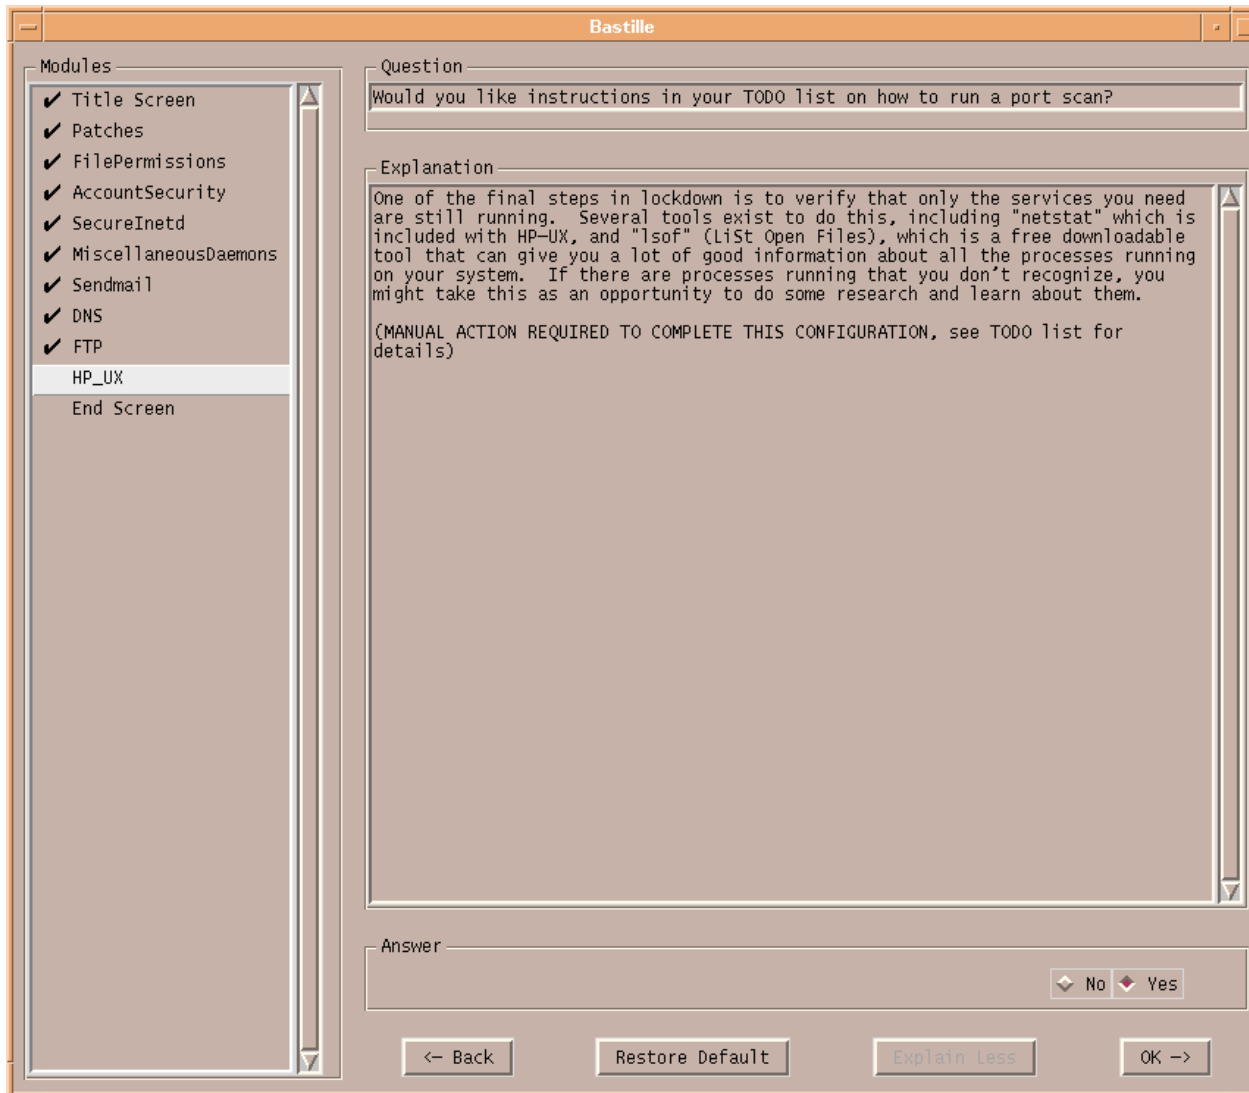 Bastille
Modules
Title Screen
Patches
FilePermissions
AccountSecurity
SecureInetd
MiscellaneousDaemons
Sendmail
DNS
FTP
HP_UX
End Screen
Question
Would you like instructions in your TODO list on how to run a port scan?
Explanation
One of the final steps in lockdown is to verify that only the services you need
are still running.  Several tools exist to do this, including "netstat" which is
included with HP-UX, and "lsof" (LiSt Open Files), which is a free downloadable
tool that can give you a lot of good information about all the processes running
on your system.  If there are processes running that you don't recognize, you
might take this as an opportunity to do some research and learn about them.
(MANUAL ACTION REQUIRED TO COMPLETE THIS CONFIGURATION, see TODO list for
details)
Answer
No Yes
<- Back Restore Default Explain Less OK ->